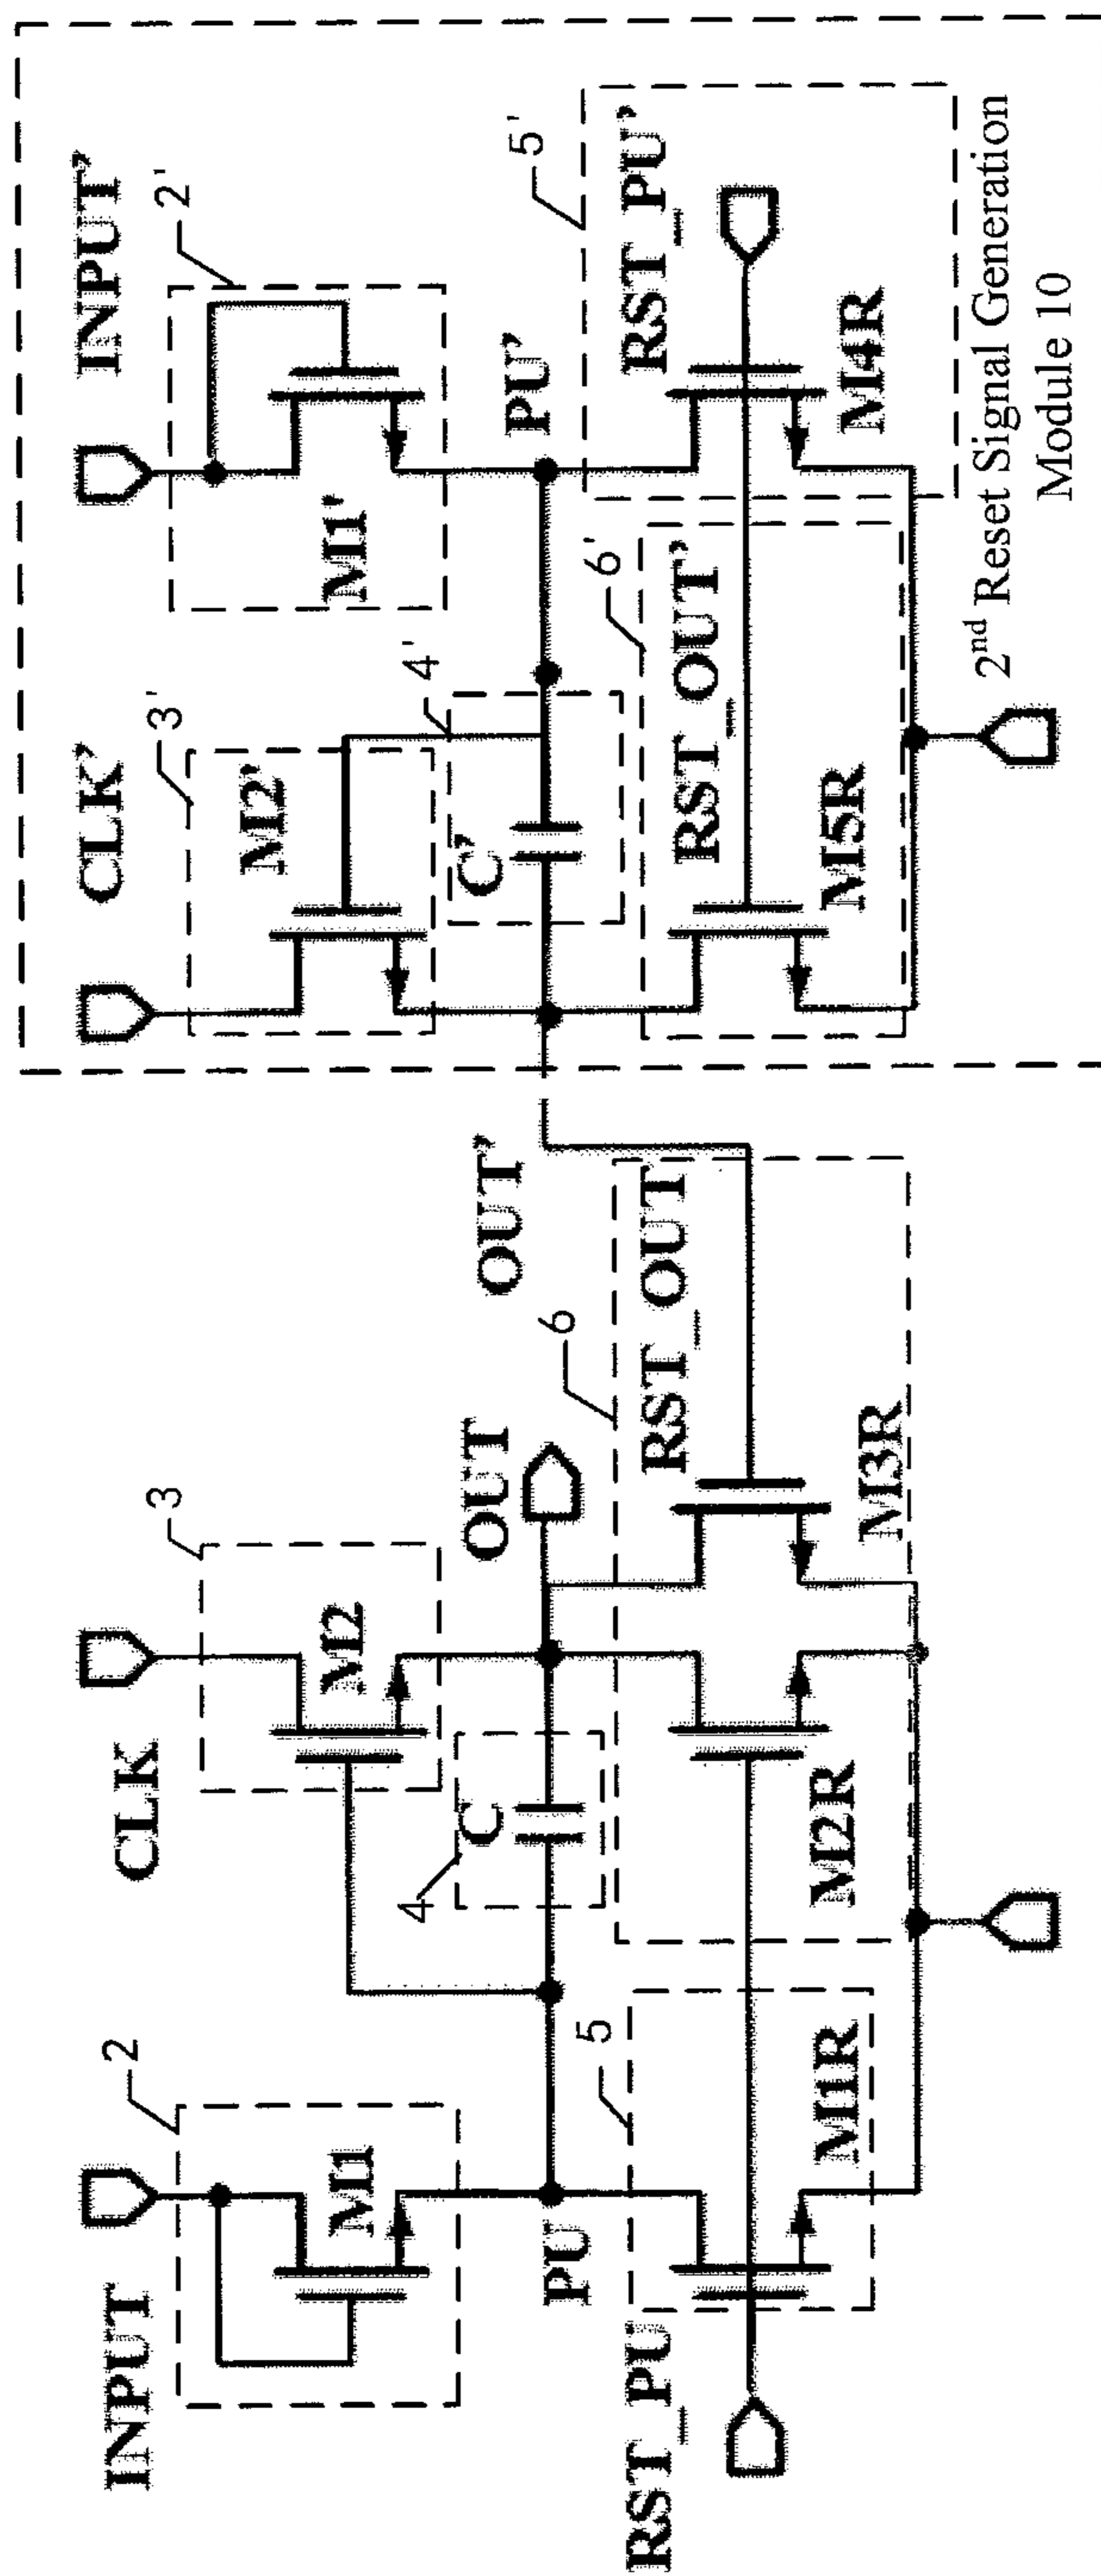 INPUT
2
M1
CLK
3
M2
4
C
PU
OUT
OUT'
RST_PU
5
M1R
M2R
6
RST_OUT
M3R
CLK'
3'
M2'
INPUT'
2'
M1'
4'
C'
PU'
6'
RST_OUT'
M5R
5'
RST_PU'
M4R
2nd Reset Signal Generation
Module 10